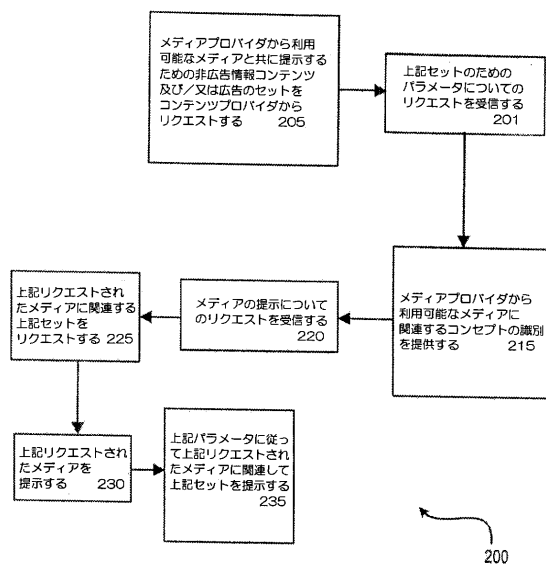 メディアプロバイダから利用
可能なメディアと共に提示する
ための非広告情報コンテンツ
及び／又は広告のセットを
コンテンツプロバイダから
リクエストする 205
上記セットのための
パラメータについての
リクエストを受信する
201
メディアプロバイダから
利用可能なメディアに
関連するコンセプトの識別
を提供する 215
メディアの提示について
のリクエストを受信する
220
上記リクエストされ
たメディアに関連する
上記セットを
リクエストする 225
上記リクエストされ
たメディアを
提示する 230
上記パラメータに従っ
て上記リクエストされ
たメディアに関連して
上記セットを提示する
235
200